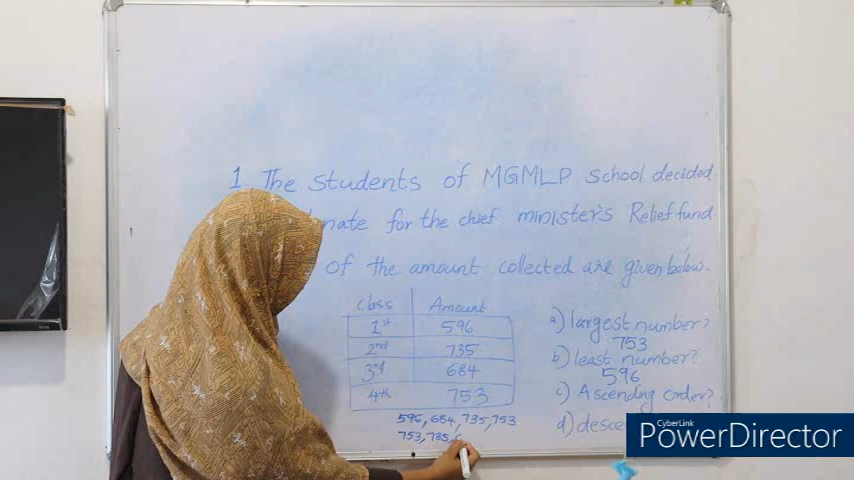 1. The students of MGMLP School decided
nate for the chief minister's Relief fund.
of the amount collected are given below.
class Amount
1st 596
2nd 735
3rd 684
4th 753
596, 684, 735, 753
753, 735,
a) largest number?
753
b) least number?
596
c) Ascending order?
d) desce
CyberLink
PowerDirector